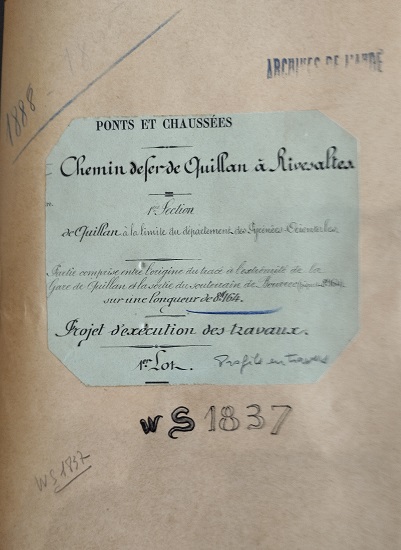 1888 -
ARCHIVES DE L'AUDE
PONTS ET CHAUSSÉES
Chemin de fer de Quillan à Rivesaltes
1re Section
de Quillan à la limite du département des Pyrénées-Orientales
Partie comprise entre l'origine du tracé à l'extrémité de la
Gare de Quillan et la sortie du souterrain de
sur une longueur de 8k164.
Projet d'exécution des travaux.
1er Lot.
Profils en travers
WS 1837
WS 1837